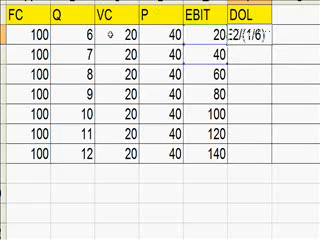 FC Q VC P EBIT DOL
100 6 20 40 20 E2/(1/6)
100 7 20 40 40
100 8 20 40 60
100 9 20 40 80
100 10 20 40 100
100 11 20 40 120
100 12 20 40 140